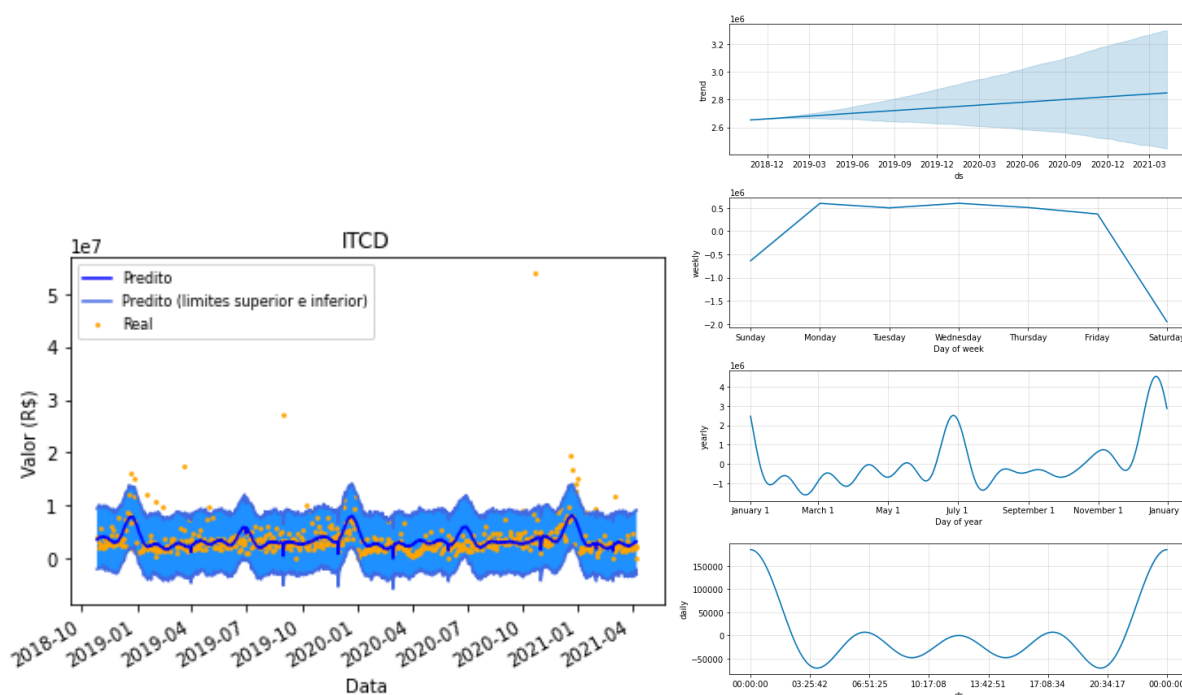 ITCD
1e7
Predito
Predito (limites superior e inferior)
Real
5
4
3
2
1
0
Valor (R$)
2018-10
2019-01
2019-04
2019-07
2019-10
2020-01
2020-04
2020-07
2020-10
2021-01
2021-04
Data
1e6
3.2
3.0
2.8
2.6
trend
2018-12 2019-03 2019-06 2019-09 2019-12 2020-03 2020-06 2020-09 2020-12 2021-03
ds
1e6
0.5
0.0
−0.5
−1.0
−1.5
−2.0
weekly
Sunday Monday Tuesday Wednesday Thursday Friday Saturday
Day of week
1e6
4
3
2
1
0
−1
yearly
January 1 March 1 May 1 July 1 September 1 November 1 January
Day of year
150000
100000
50000
0
−50000
daily
00:00:00 03:25:42 06:51:25 10:17:08 13:42:51 17:08:34 20:34:17 00:00:00